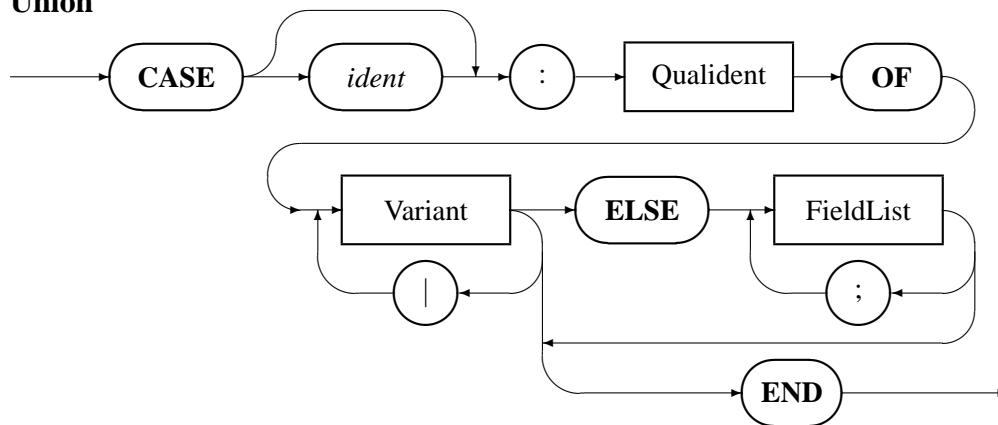 Union
CASE ident : Qualident OF
Variant ELSE FieldList
| ;
END